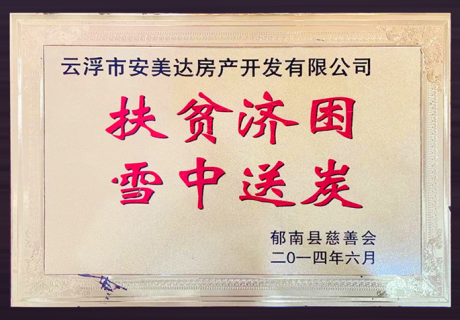 云浮市安美达房产开发有限公司
扶贫济困
雪中送炭
郁南县慈善会
二〇一四年六月